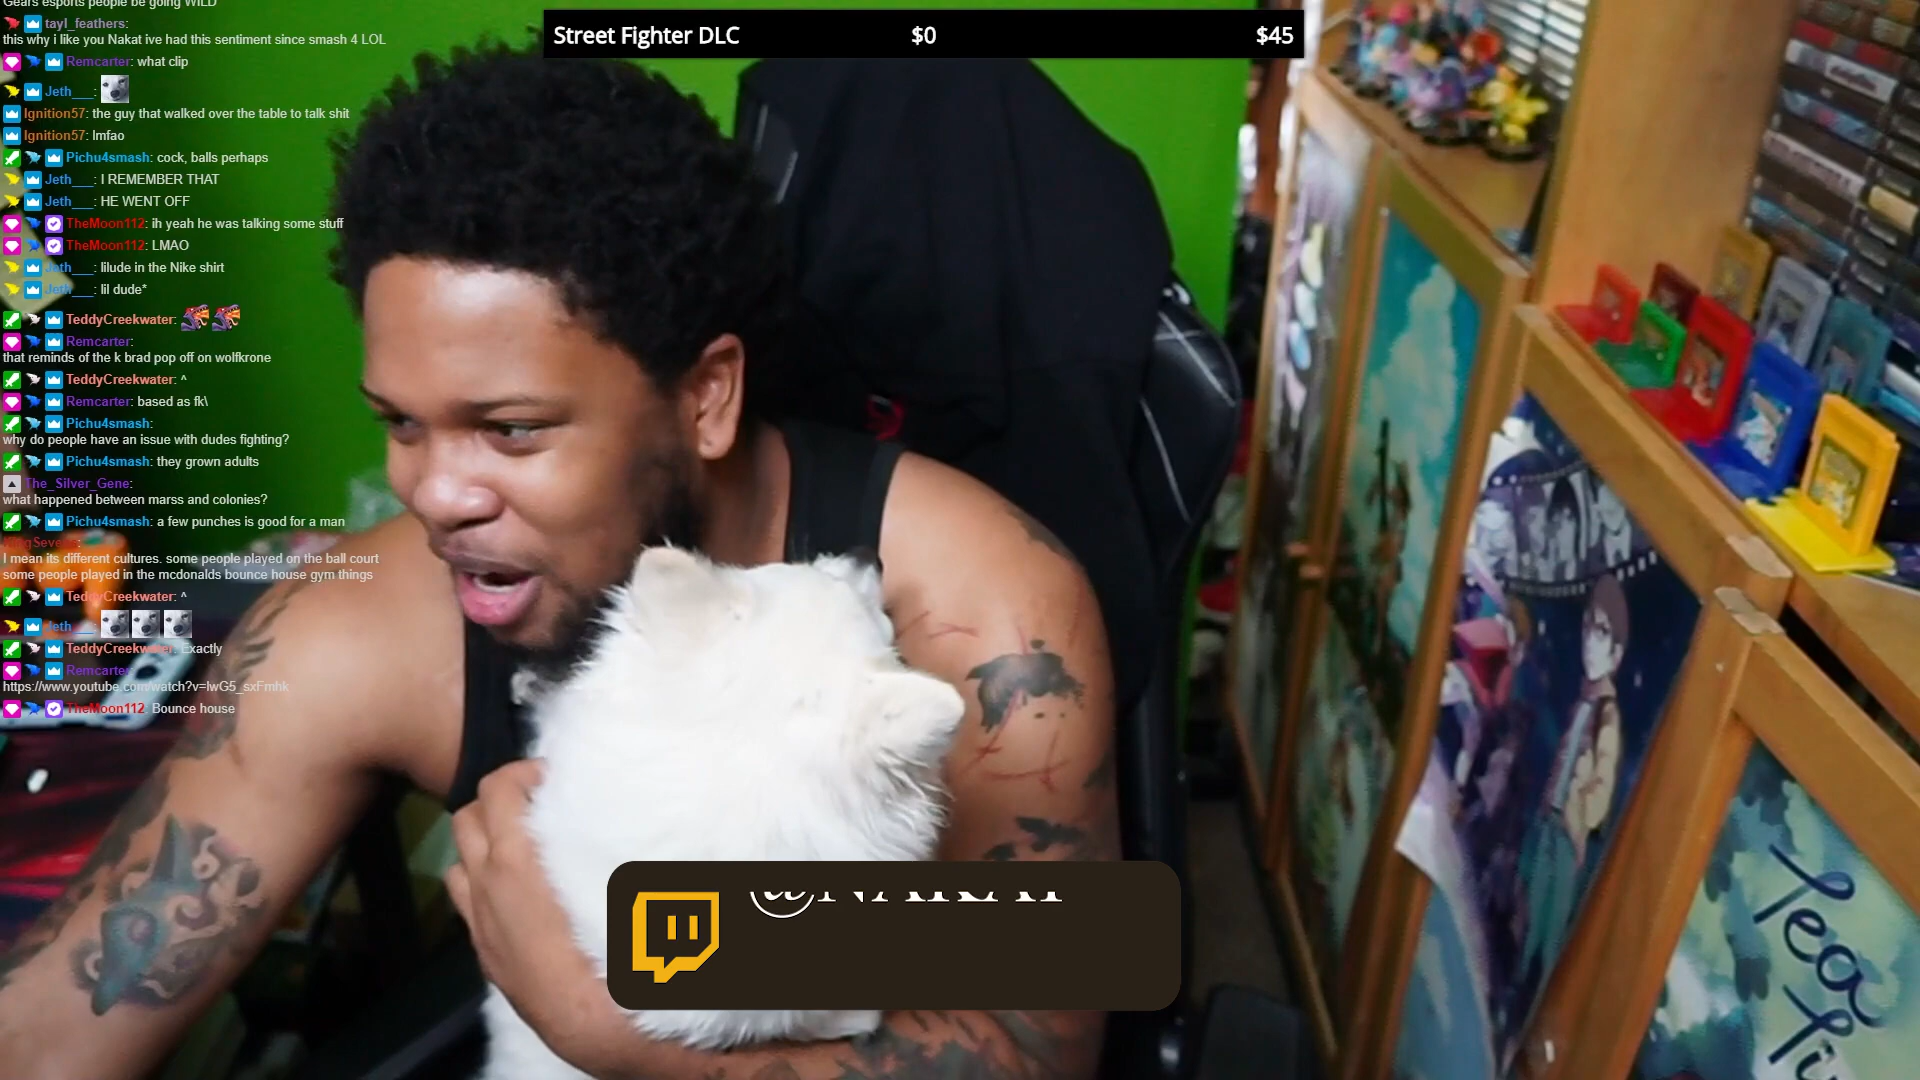 Gears esports people be going WILD
tayl_feathers:
this why i like you Nakat ive had this sentiment since smash 4 LOL
Remcarter: what clip
Jeth___:
Ignition57: the guy that walked over the table to talk shit
Ignition57: lmfao
Pichu4smash: cock, balls perhaps
Jeth___: I REMEMBER THAT
Jeth___: HE WENT OFF
TheMoon112: ih yeah he was talking some stuff
TheMoon112: LMAO
Jeth___: lilude in the Nike shirt
Jeth___: lil dude*
TeddyCreekwater:
Remcarter:
that reminds of the k brad pop off on wolfkrone
TeddyCreekwater: ^
Remcarter: based as fk\
Pichu4smash:
why do people have an issue with dudes fighting?
Pichu4smash: they grown adults
The_Silver_Gene:
what happened between marss and colonies?
Pichu4smash: a few punches is good for a man
I mean its different cultures. some people played on the ball court
some people played in the mcdonalds bounce house gym things
TeddyCreekwater: ^
Jeth___:
TeddyCreekwater: Exactly
Remcarter:
https://www.youtube.com/watch?v=lwG5_sxFmhk
TheMoon112: Bounce house
Street Fighter DLC $0 $45
@NAKAT
Tea